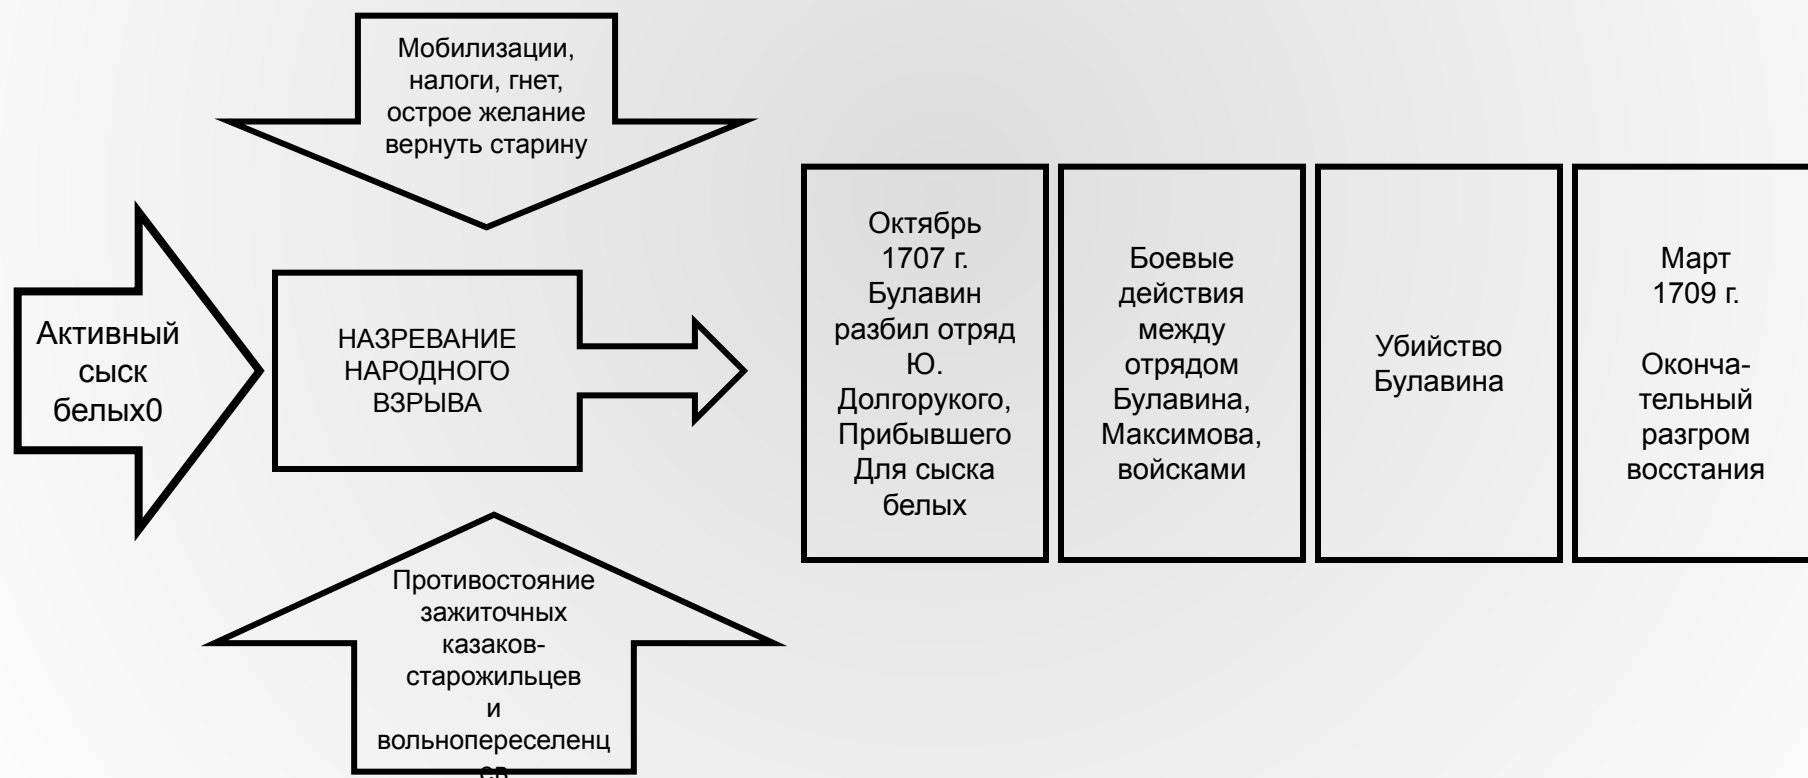 Мобилизации,
налоги, гнет,
острое желание
вернуть старину
Активный
сыск
белых0
НАЗРЕВАНИЕ
НАРОДНОГО
ВЗРЫВА
Противостояние
зажиточных
казаков-
старожильцев
и
вольнопереселенц
ев
Октябрь
1707 г.
Булавин
разбил отряд
Ю.
Долгорукого,
Прибывшего
Для сыска
белых
Боевые
действия
между
отрядом
Булавина,
Максимова,
войсками
Убийство
Булавина
Март
1709 г.
Оконча-
тельный
разгром
восстания